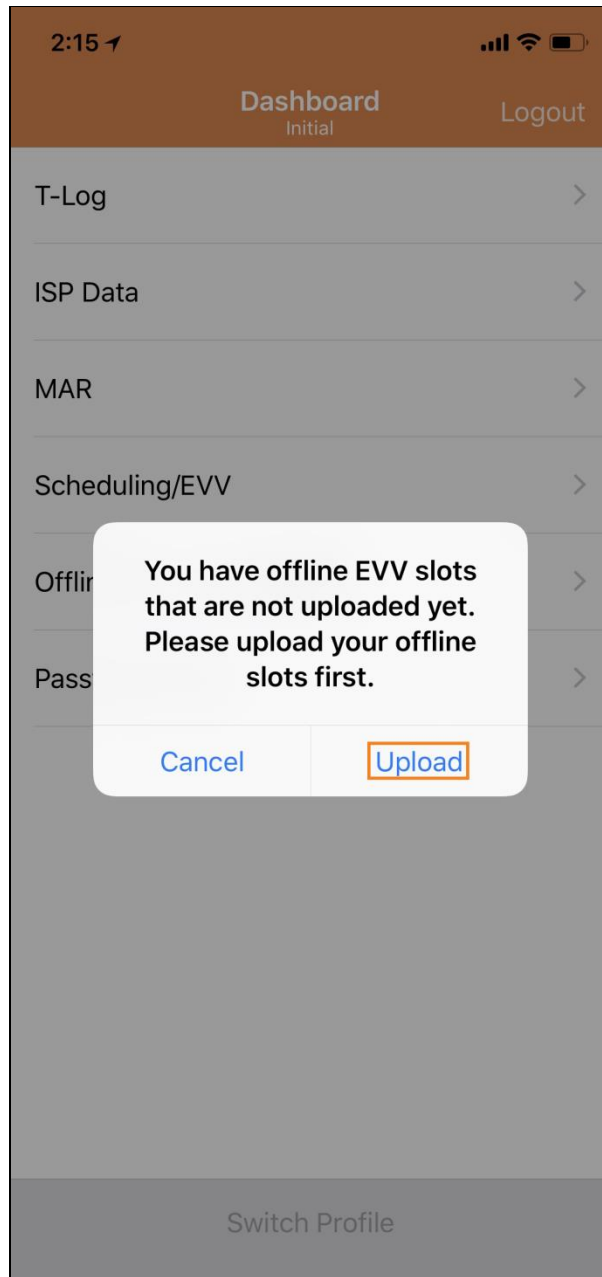 2:15
Dashboard
Initial
Logout
T-Log
ISP Data
MAR
Scheduling/EVV
Offlin
Pass
You have offline EVV slots
that are not uploaded yet.
Please upload your offline
slots first.
Cancel
Upload
Switch Profile